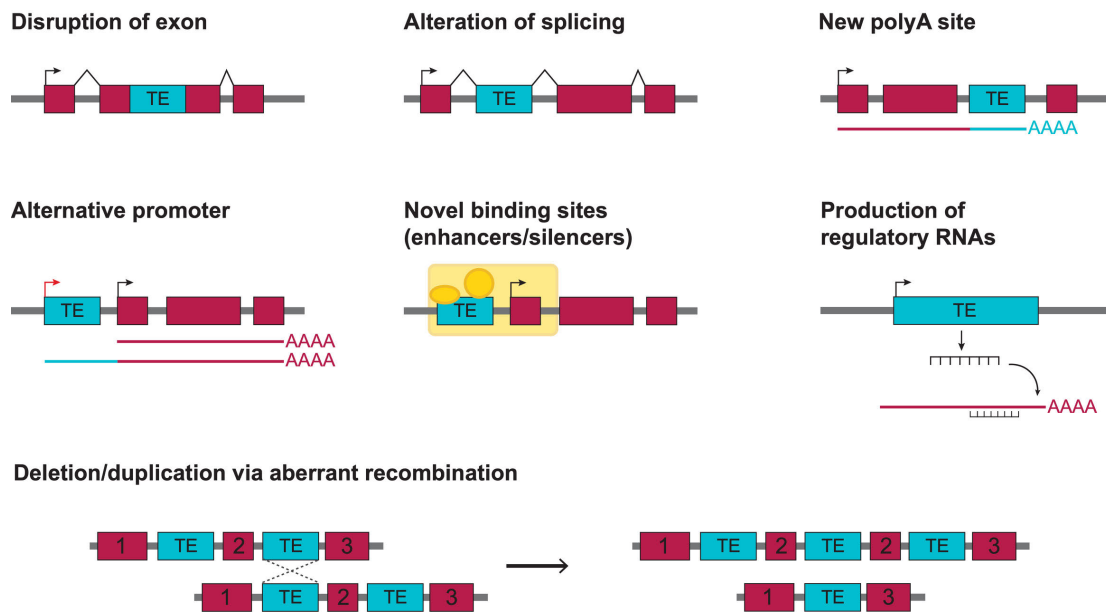 Disruption of exon
Alteration of splicing
New polyA site
TE
TE
TE
AAAA
Alternative promoter
Novel binding sites
(enhancers/silencers)
Production of
regulatory RNAs
TE
TE
TE
AAAA
AAAA
AAAA
Deletion/duplication via aberrant recombination
1 TE 2 TE 3
1 TE 2 TE 2 TE 3
1 TE 2 TE 3
1 TE 3